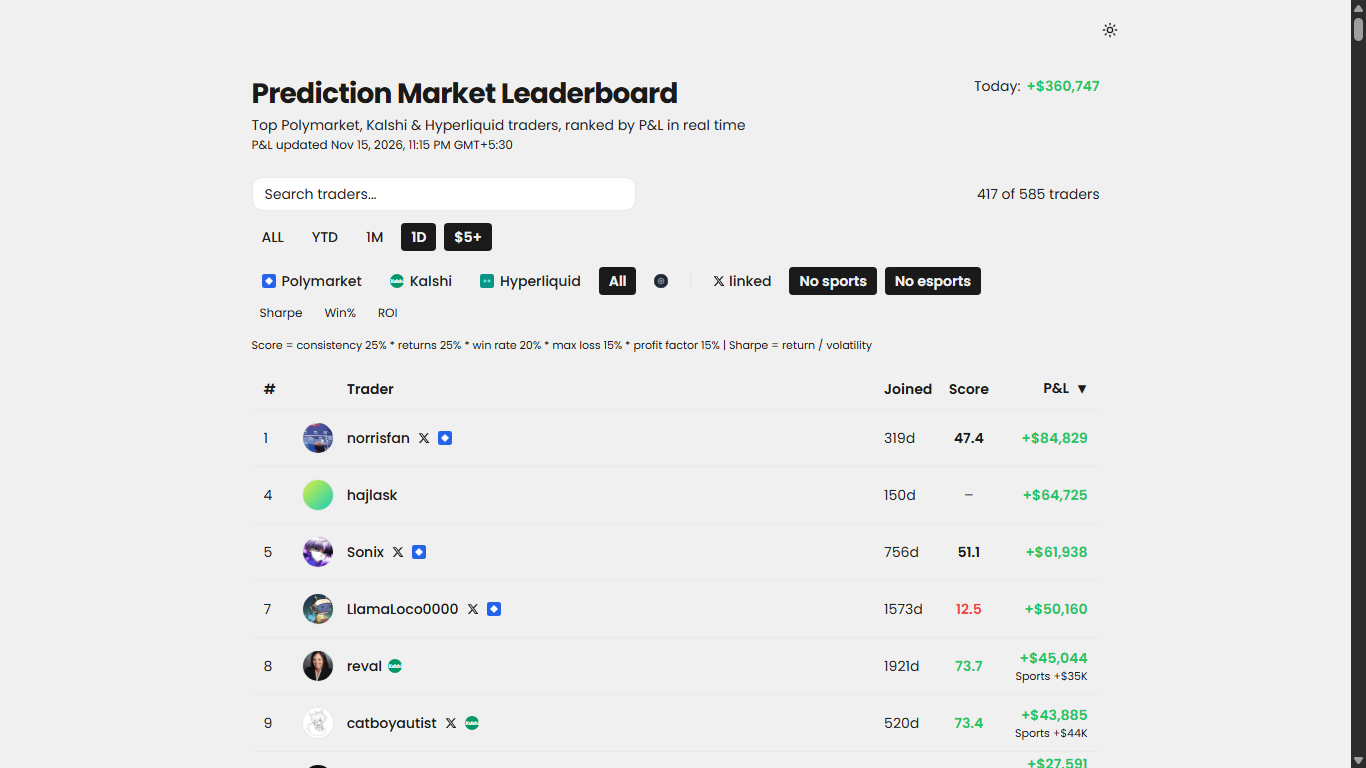 Prediction Market Leaderboard
Today: +$360,747
Top Polymarket, Kalshi & Hyperliquid traders, ranked by P&L in real time
P&L updated Nov 15, 2026, 11:15 PM GMT+5:30
Search traders...
417 of 585 traders
ALL YTD 1M 1D $5+
Polymarket Kalshi Hyperliquid All 𝕏 linked No sports No esports
Sharpe Win% ROI
Score = consistency 25% * returns 25% * win rate 20% * max loss 15% * profit factor 15% | Sharpe = return / volatility
# Trader Joined Score P&L ▼
1 norrisfan 𝕏 319d 47.4 +$84,829
4 hajlask 150d – +$64,725
5 Sonix 𝕏 756d 51.1 +$61,938
7 LlamaLoco0000 𝕏 1573d 12.5 +$50,160
8 reval 1921d 73.7 +$45,044
Sports +$35K
9 catboyautist 𝕏 520d 73.4 +$43,885
Sports +$44K
+$27,591